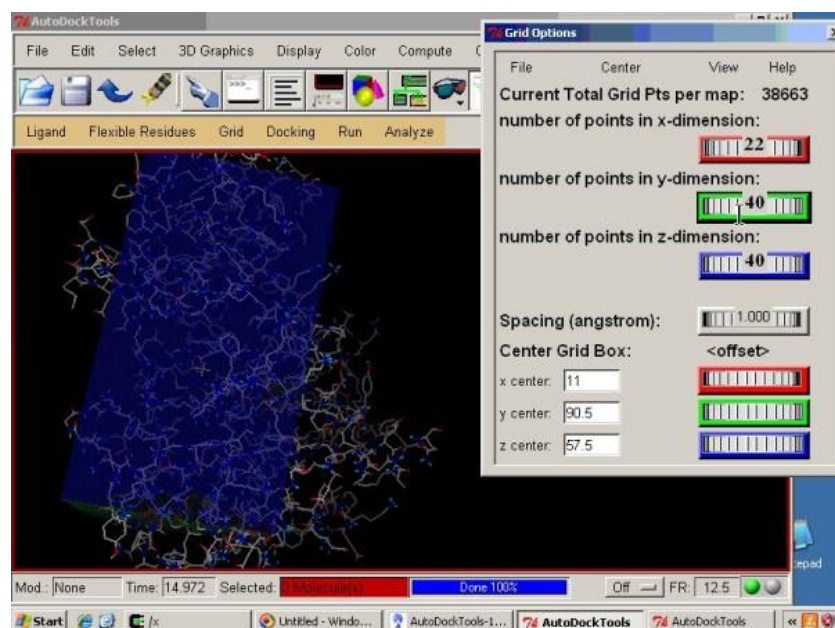 AutoDockTools
File Edit Select 3D Graphics Display Color Compute
Ligand Flexible Residues Grid Docking Run Analyze
Grid Options
File Center View Help
Current Total Grid Pts per map: 38663
number of points in x-dimension:
22
number of points in y-dimension:
40
number of points in z-dimension:
40
Spacing (angstrom): 1.000
Center Grid Box: <offset>
x center: 11
y center: 90.5
z center: 57.5
Mod.: None Time: 14.972 Selected: 0 Molecule(s) Done 100% Off FR: 12.5
Start /x Untitled - Windo... AutoDockTools-1... AutoDockTools AutoDockTools «